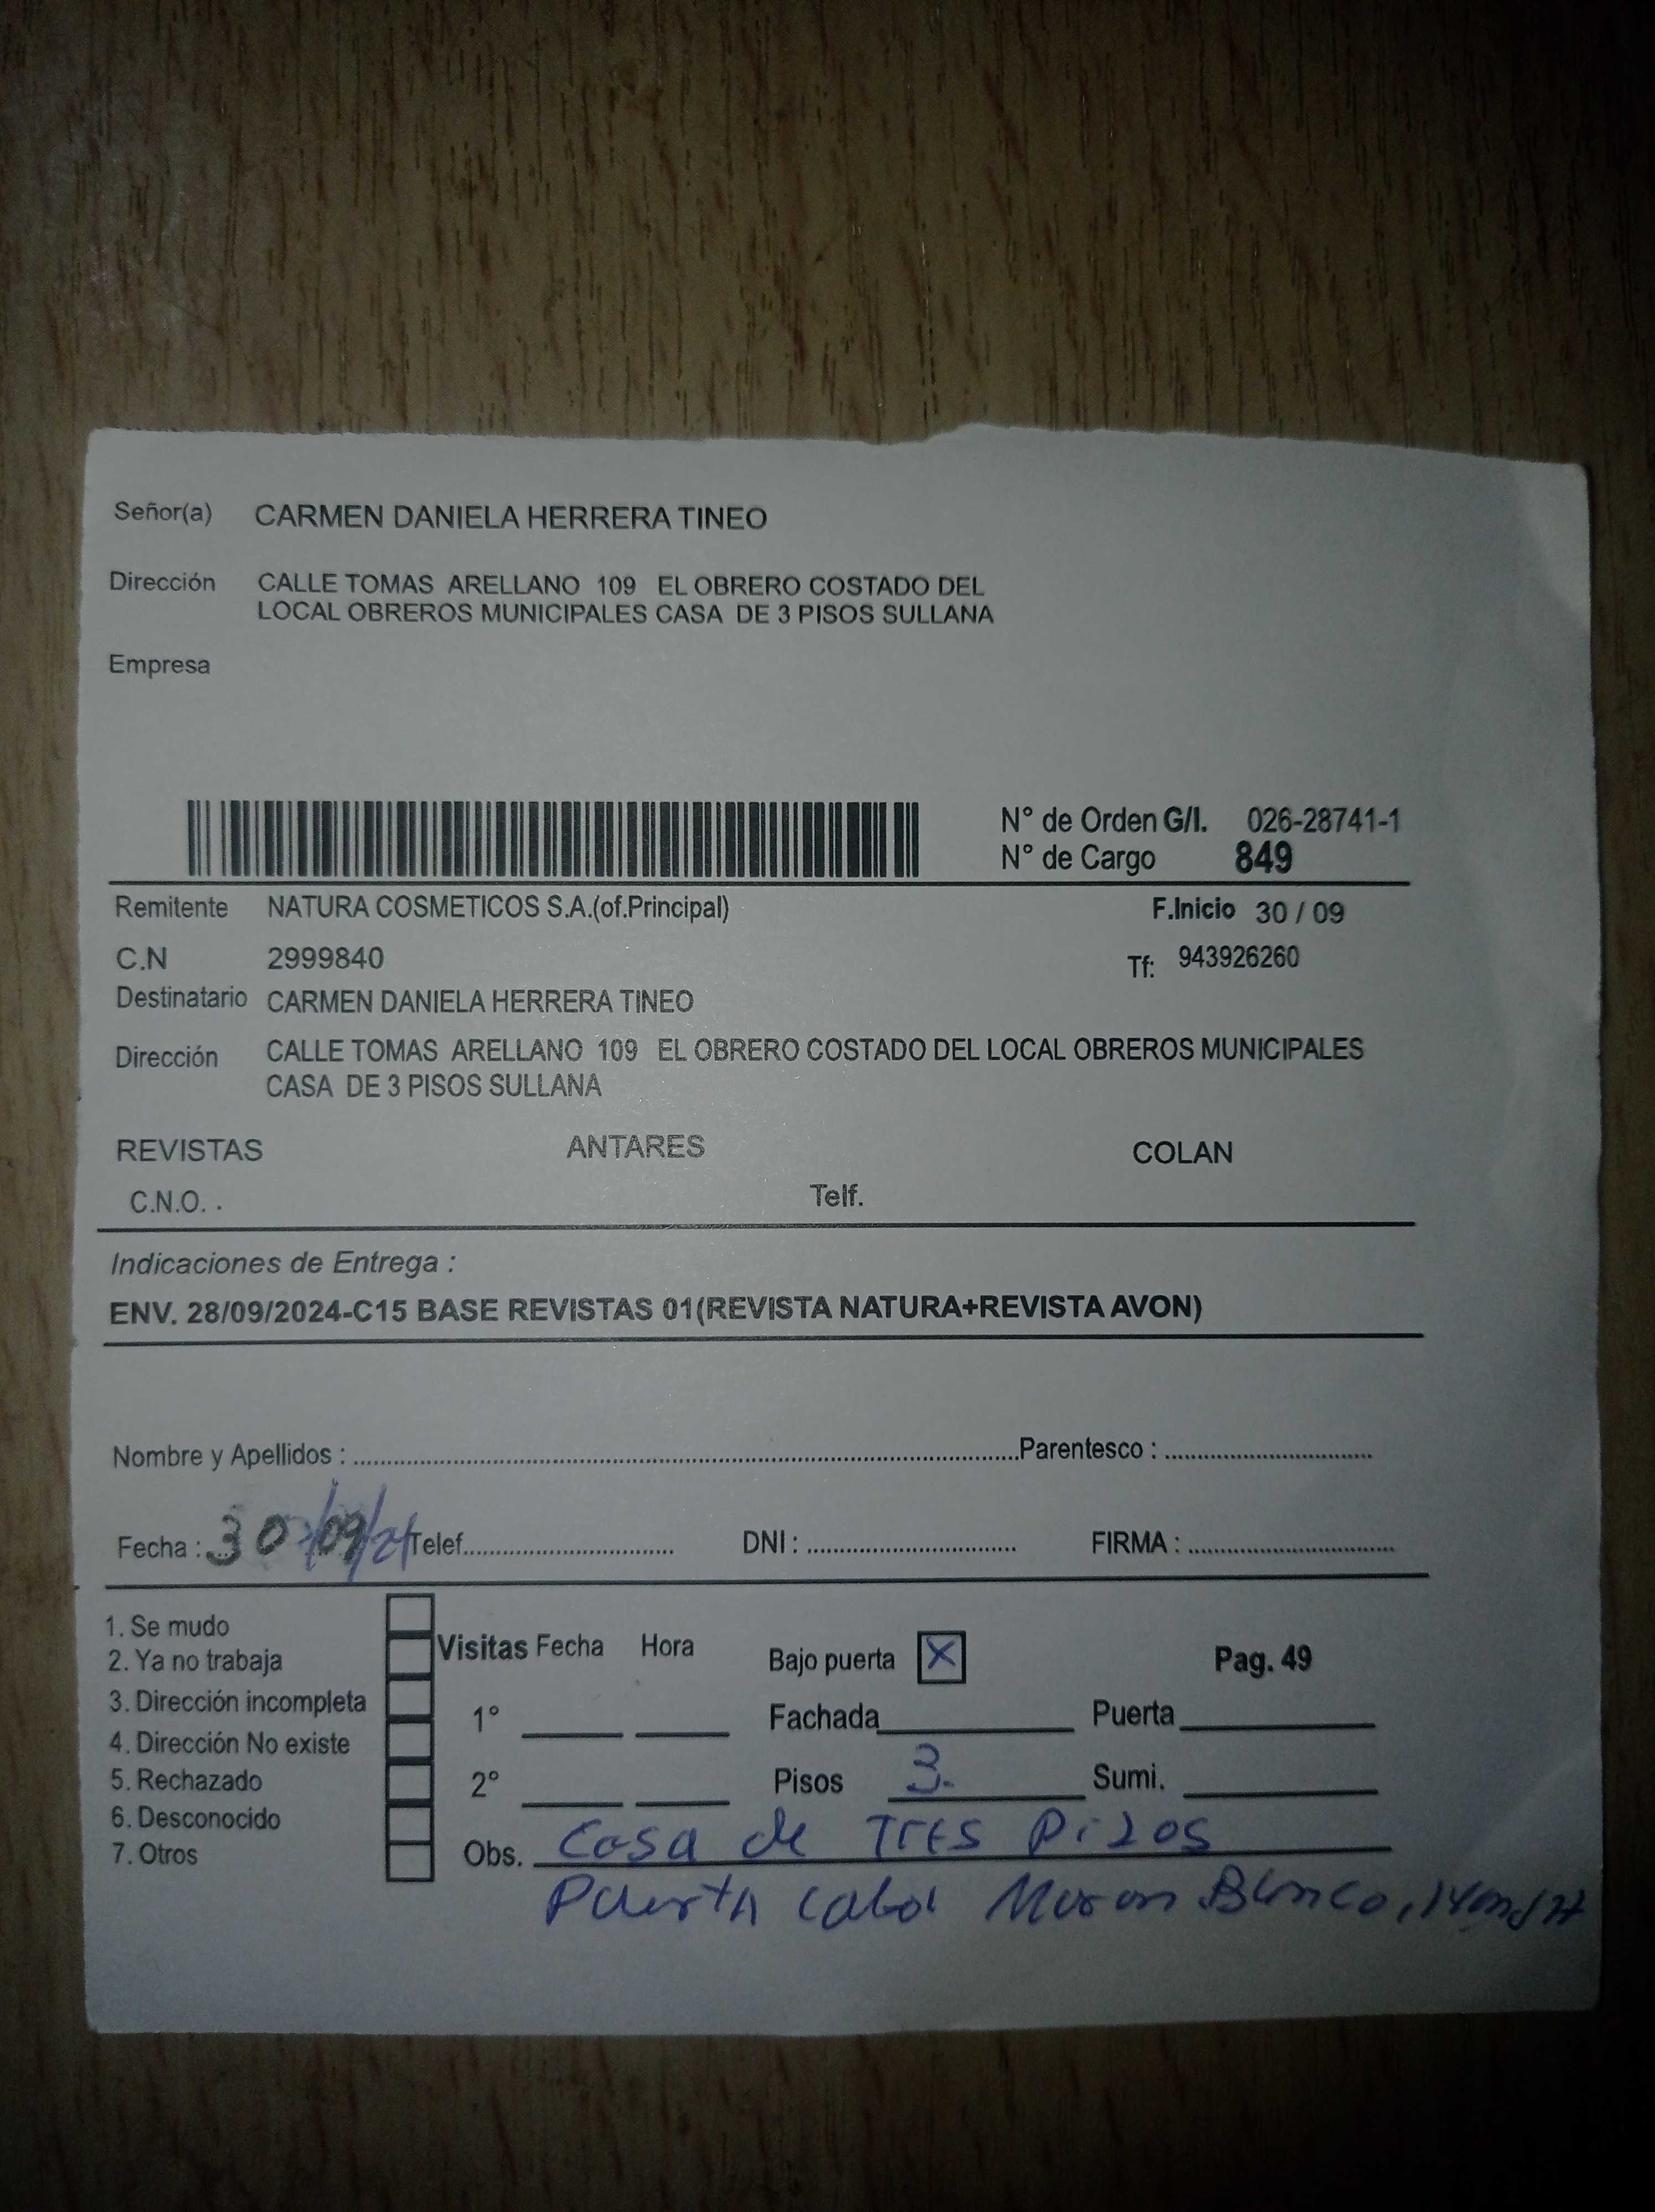 Señor(a) CARMEN DANIELA HERRERA TINEO
Dirección CALLE TOMAS ARELLANO 109 EL OBRERO COSTADO DEL
LOCAL OBREROS MUNICIPALES CASA DE 3 PISOS SULLANA
Empresa
N° de Orden G/I. 026-28741-1
N° de Cargo 849
Remitente NATURA COSMETICOS S.A.(of.Principal) F.Inicio 30 / 09
C.N 2999840 Tf: 943926260
Destinatario CARMEN DANIELA HERRERA TINEO
Dirección CALLE TOMAS ARELLANO 109 EL OBRERO COSTADO DEL LOCAL OBREROS MUNICIPALES
CASA DE 3 PISOS SULLANA
REVISTAS ANTARES COLAN
C.N.O. . Telf.
Indicaciones de Entrega :
ENV. 28/09/2024-C15 BASE REVISTAS 01(REVISTA NATURA+REVISTA AVON)
Nombre y Apellidos : Parentesco :
Fecha : 30/09/24 Telef. DNI : FIRMA :
1. Se mudo
2. Ya no trabaja Visitas Fecha Hora Bajo puerta X Pag. 49
3. Dirección incompleta 1° Fachada Puerta
4. Dirección No existe
5. Rechazado 2° Pisos 3. Sumi.
6. Desconocido
7. Otros Obs. Casa de Tres Pizos
Puerta Moron Blanco,